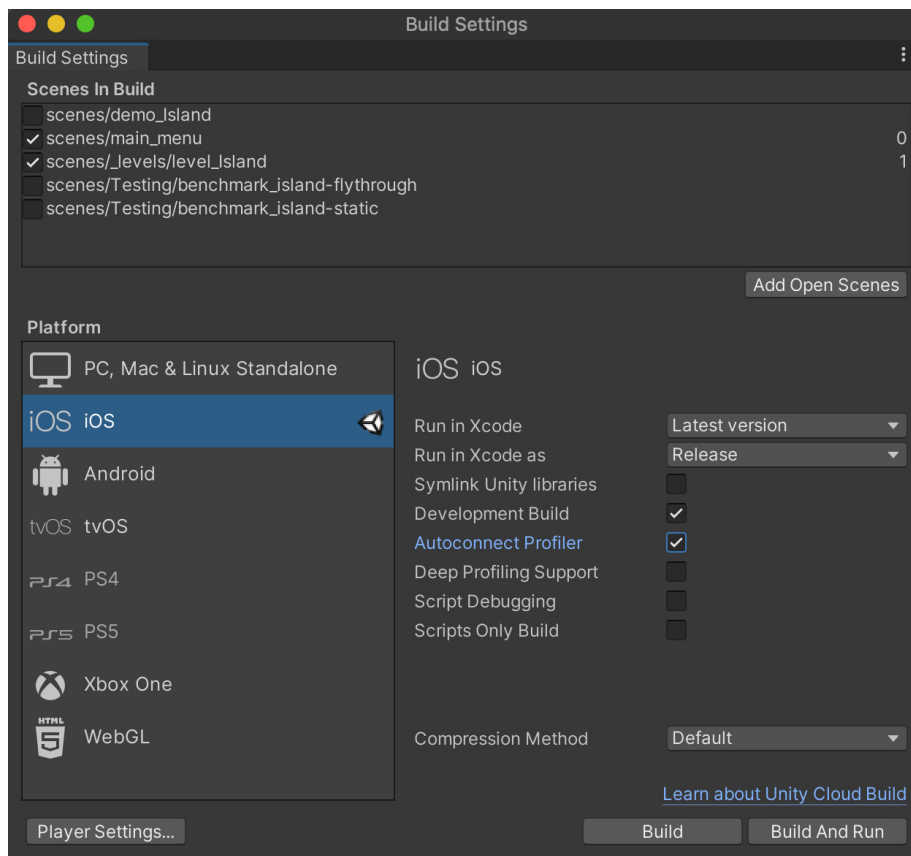 Build Settings
Build Settings
Scenes In Build
scenes/demo_Island
scenes/main_menu 0
scenes/_levels/level_Island 1
scenes/Testing/benchmark_island-flythrough
scenes/Testing/benchmark_island-static
Add Open Scenes
Platform
PC, Mac & Linux Standalone
iOS iOS
Android
tvOS tvOS
PS4 PS4
PS5 PS5
Xbox One
HTML 5 WebGL
iOS iOS
Run in Xcode Latest version
Run in Xcode as Release
Symlink Unity libraries
Development Build
Autoconnect Profiler
Deep Profiling Support
Script Debugging
Scripts Only Build
Compression Method Default
Learn about Unity Cloud Build
Player Settings... Build Build And Run